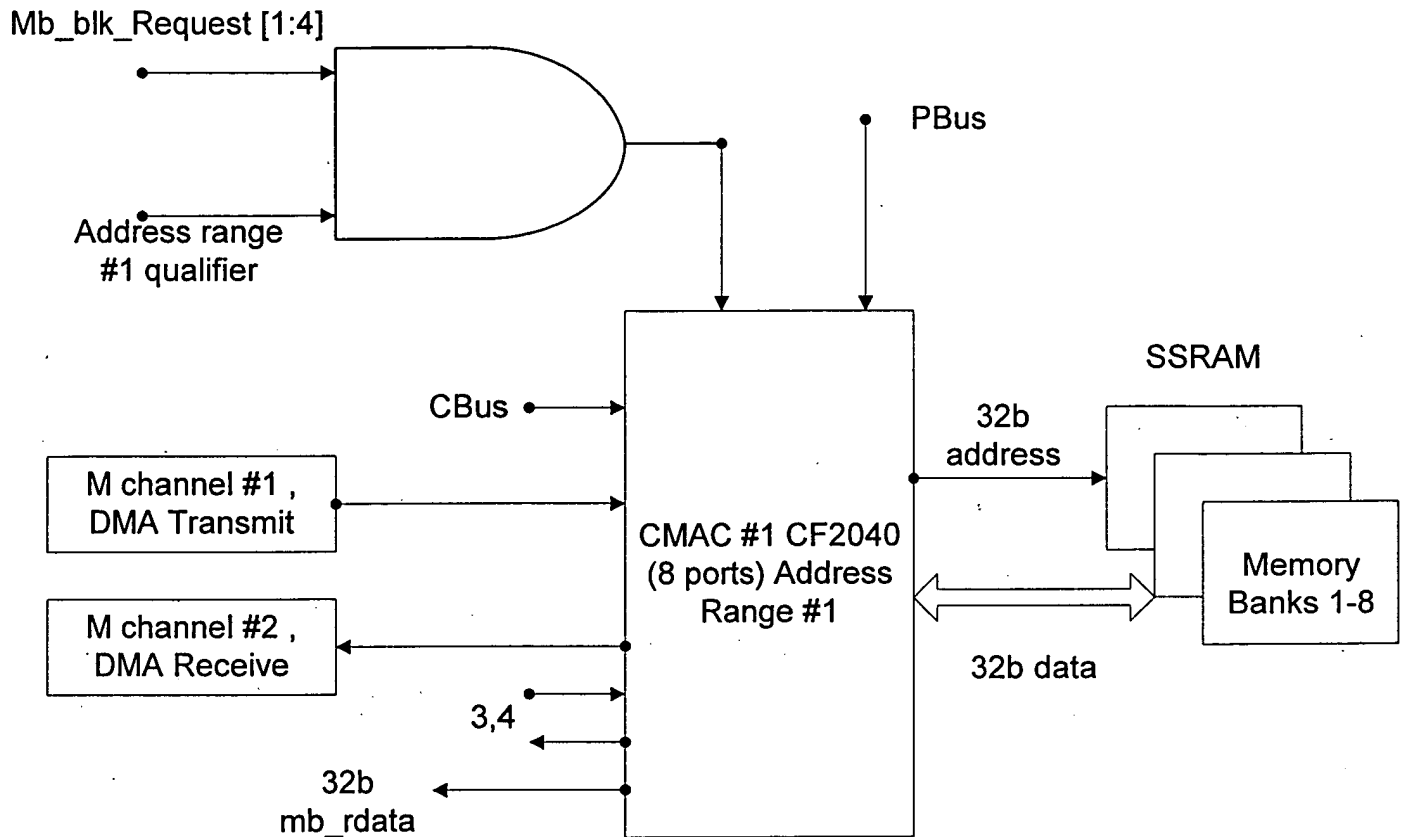 Mb_blk_Request [1:4]
PBus
Address range
#1 qualifier
SSRAM
CBus
32b
address
M channel #1 ,
DMA Transmit
CMAC #1 CF2040
(8 ports) Address
Range #1
Memory
Banks 1-8
M channel #2 ,
DMA Receive
32b data
3,4
32b
mb_rdata